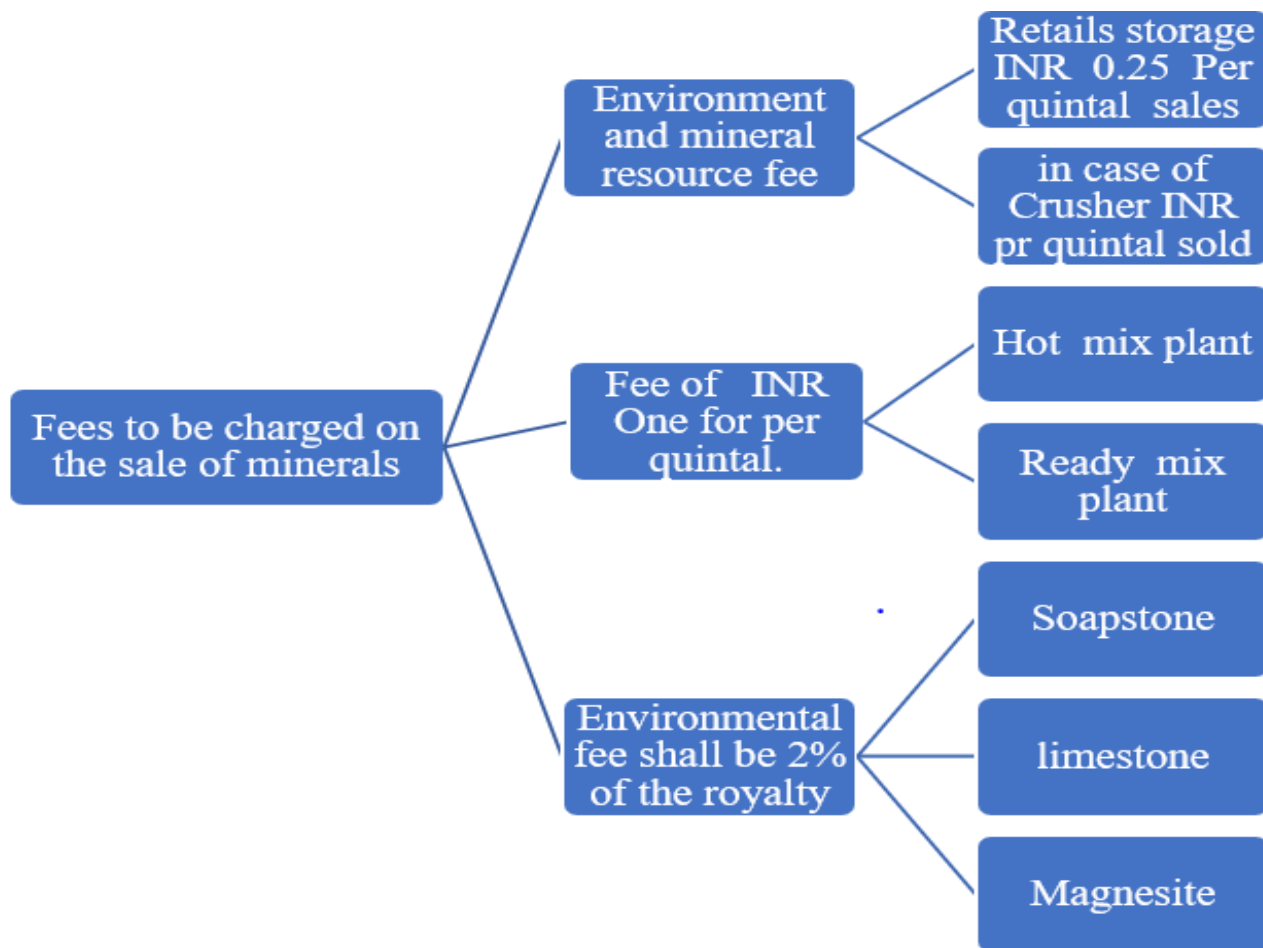 Fees to be charged on
the sale of minerals
Environment
and mineral
resource fee
Retails storage
INR 0.25 Per
quintal sales
in case of
Crusher INR
pr quintal sold
Fee of INR
One for per
quintal.
Hot mix plant
Ready mix
plant
Environmental
fee shall be 2%
of the royalty
Soapstone
limestone
Magnesite